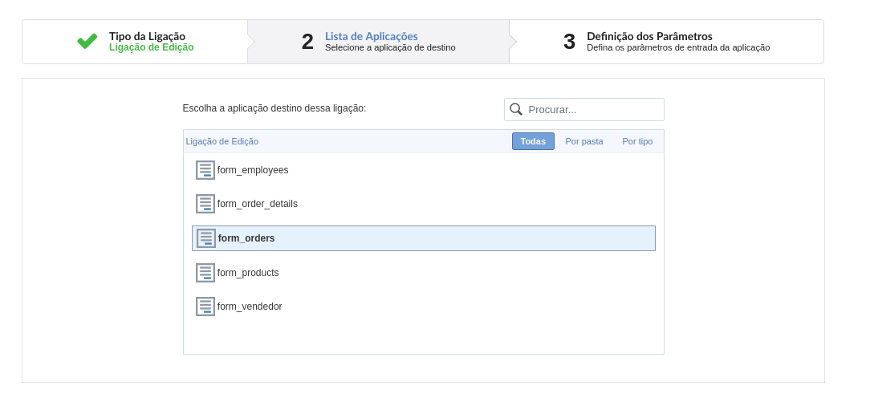 Tipo da Ligação
Ligação de Edição
2
Lista de Aplicações
Selecione a aplicação de destino
3
Definição dos Parâmetros
Defina os parâmetros de entrada da aplicação
Escolha a aplicação destino dessa ligação:
Procurar...
Ligação de Edição
Todas
Por pasta
Por tipo
form_employees
form_order_details
form_orders
form_products
form_vendedor